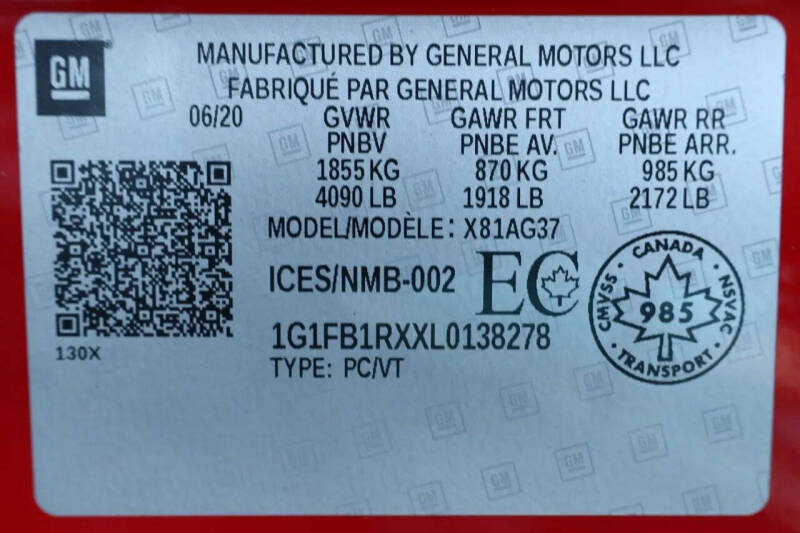 GM
MANUFACTURED BY GENERAL MOTORS LLC
FABRIQUÉ PAR GENERAL MOTORS LLC
06/20 GVWR GAWR FRT GAWR RR
PNBV PNBE AV. PNBE ARR.
1855 KG 870 KG 985 KG
4090 LB 1918 LB 2172 LB
MODEL/MODÈLE: X81AG37
ICES/NMB-002 EC
1G1FB1RXXL0138278
TYPE: PC/VT
130X
CANADA
CMVSS
NSVAC
985
TRANSPORT